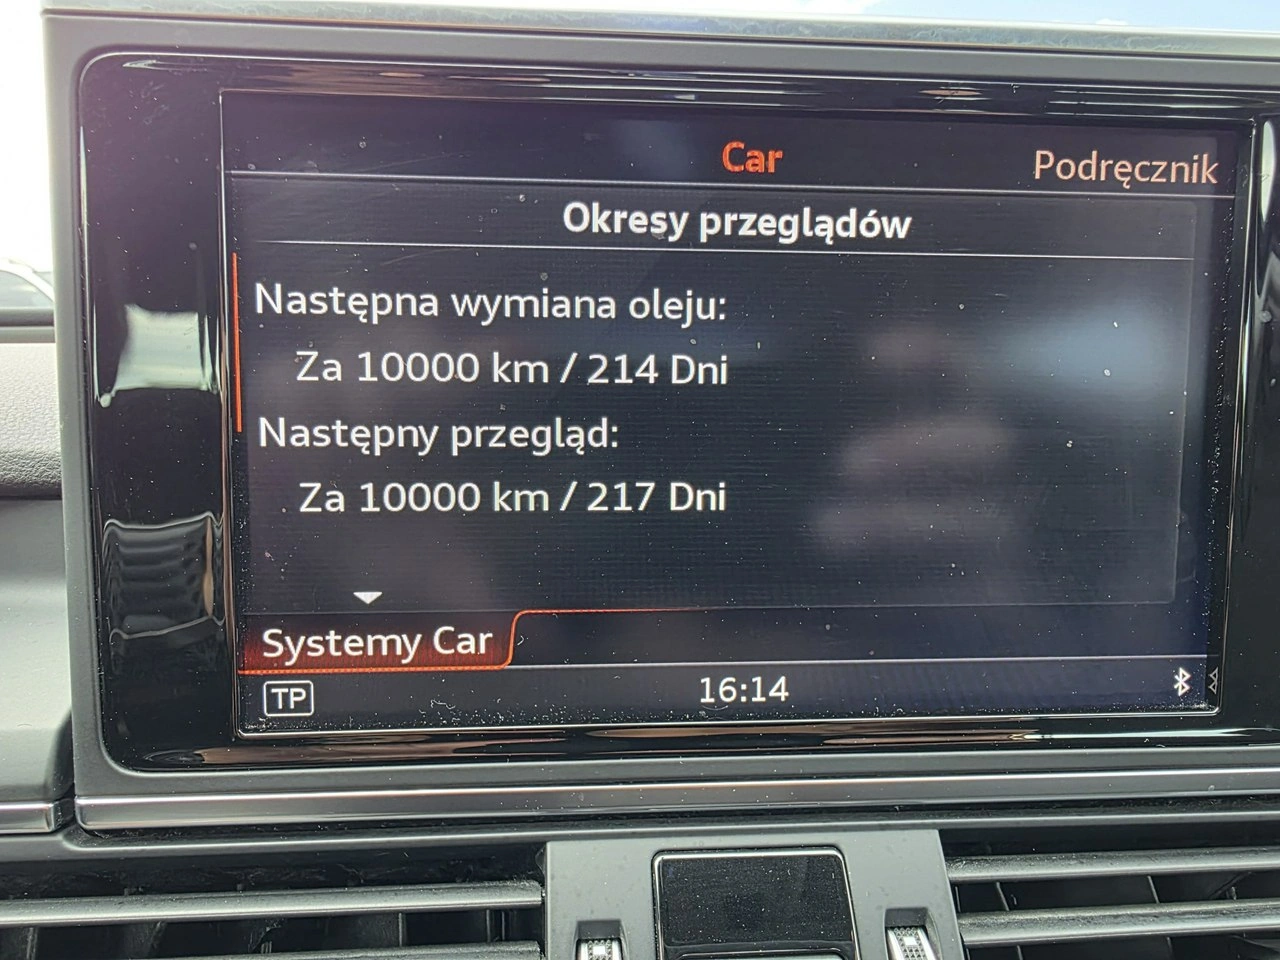 Car
Podręcznik
Okresy przeglądów
Następna wymiana oleju:
Za 10000 km / 214 Dni
Następny przegląd:
Za 10000 km / 217 Dni
Systemy Car
TP
16:14